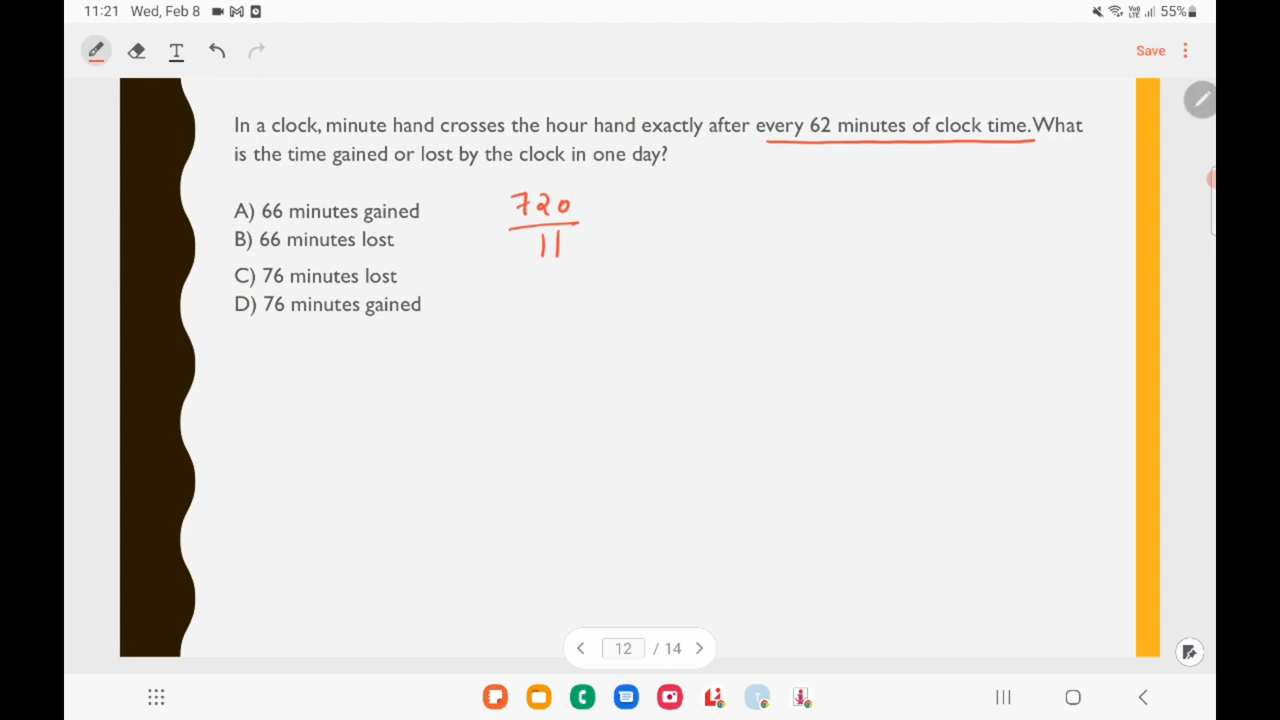 11:21 Wed, Feb 8
VoD LTE 55%
T
Save
In a clock, minute hand crosses the hour hand exactly after every 62 minutes of clock time. What
is the time gained or lost by the clock in one day?
A) 66 minutes gained
B) 66 minutes lost
C) 76 minutes lost
D) 76 minutes gained
720
11
12 / 14